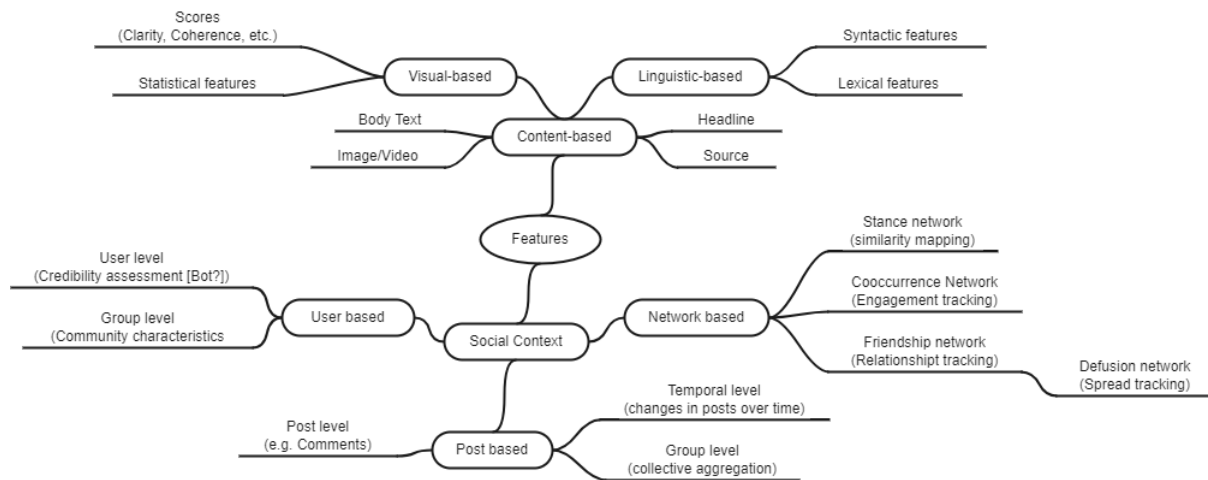 Scores
(Clarity, Coherence, etc.)
Syntactic features
Visual-based
Linguistic-based
Statistical features
Lexical features
Body Text
Headline
Content-based
Image/Video
Source
Features
Stance network
(similarity mapping)
User level
(Credibility assessment [Bot?])
Cooccurrence Network
(Engagement tracking)
User based
Network based
Group level
(Community characteristics
Social Context
Friendship network
(Relationshipt tracking)
Defusion network
(Spread tracking)
Temporal level
(changes in posts over time)
Post level
(e.g. Comments)
Post based
Group level
(collective aggregation)